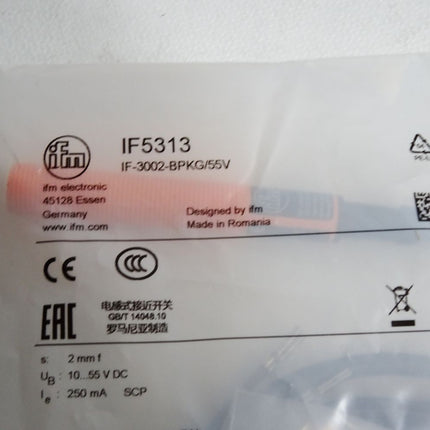 ifm
IF5313
IF-3002-BPKG/55V
ifm electronic
45128 Essen
Germany
www.ifm.com
Designed by ifm
Made in Romania
CE
CCC
EAC
电感式接近开关
GB/T 14048.10
罗马尼亚制造
s: 2 mm f
UB: 10...55 V DC
Ie: 250 mA SCP